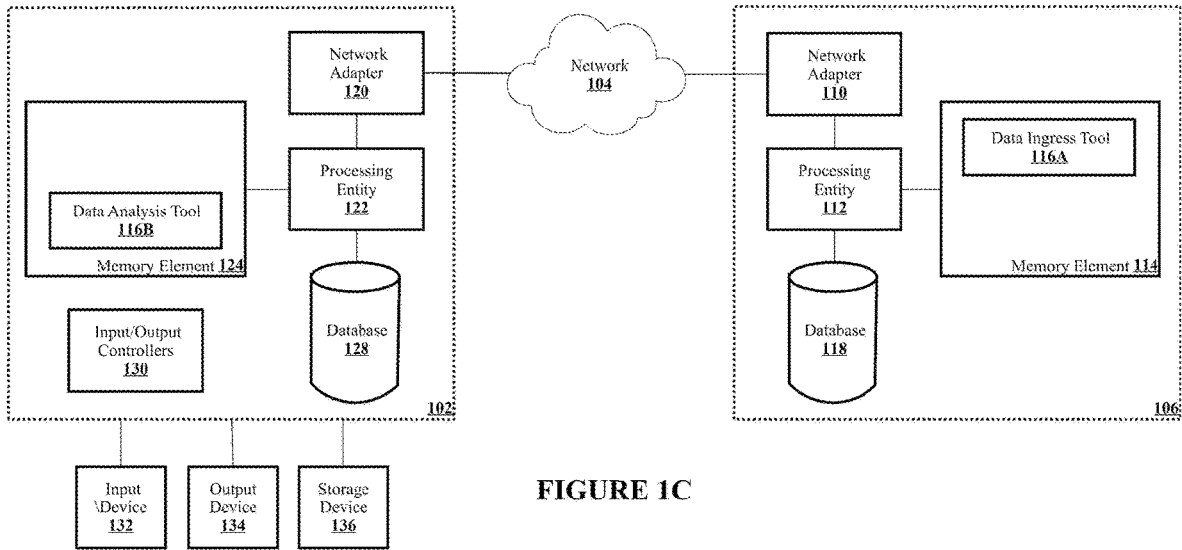 Network
Adapter
120
Network
104
Network
Adapter
110
Data Analysis Tool
116B
Memory Element 124
Processing
Entity
122
Processing
Entity
112
Data Ingress Tool
116A
Memory Element 114
Input/Output
Controllers
130
Database
128
Database
118
102
106
Input
\Device
132
Output
Device
134
Storage
Device
136
FIGURE 1C